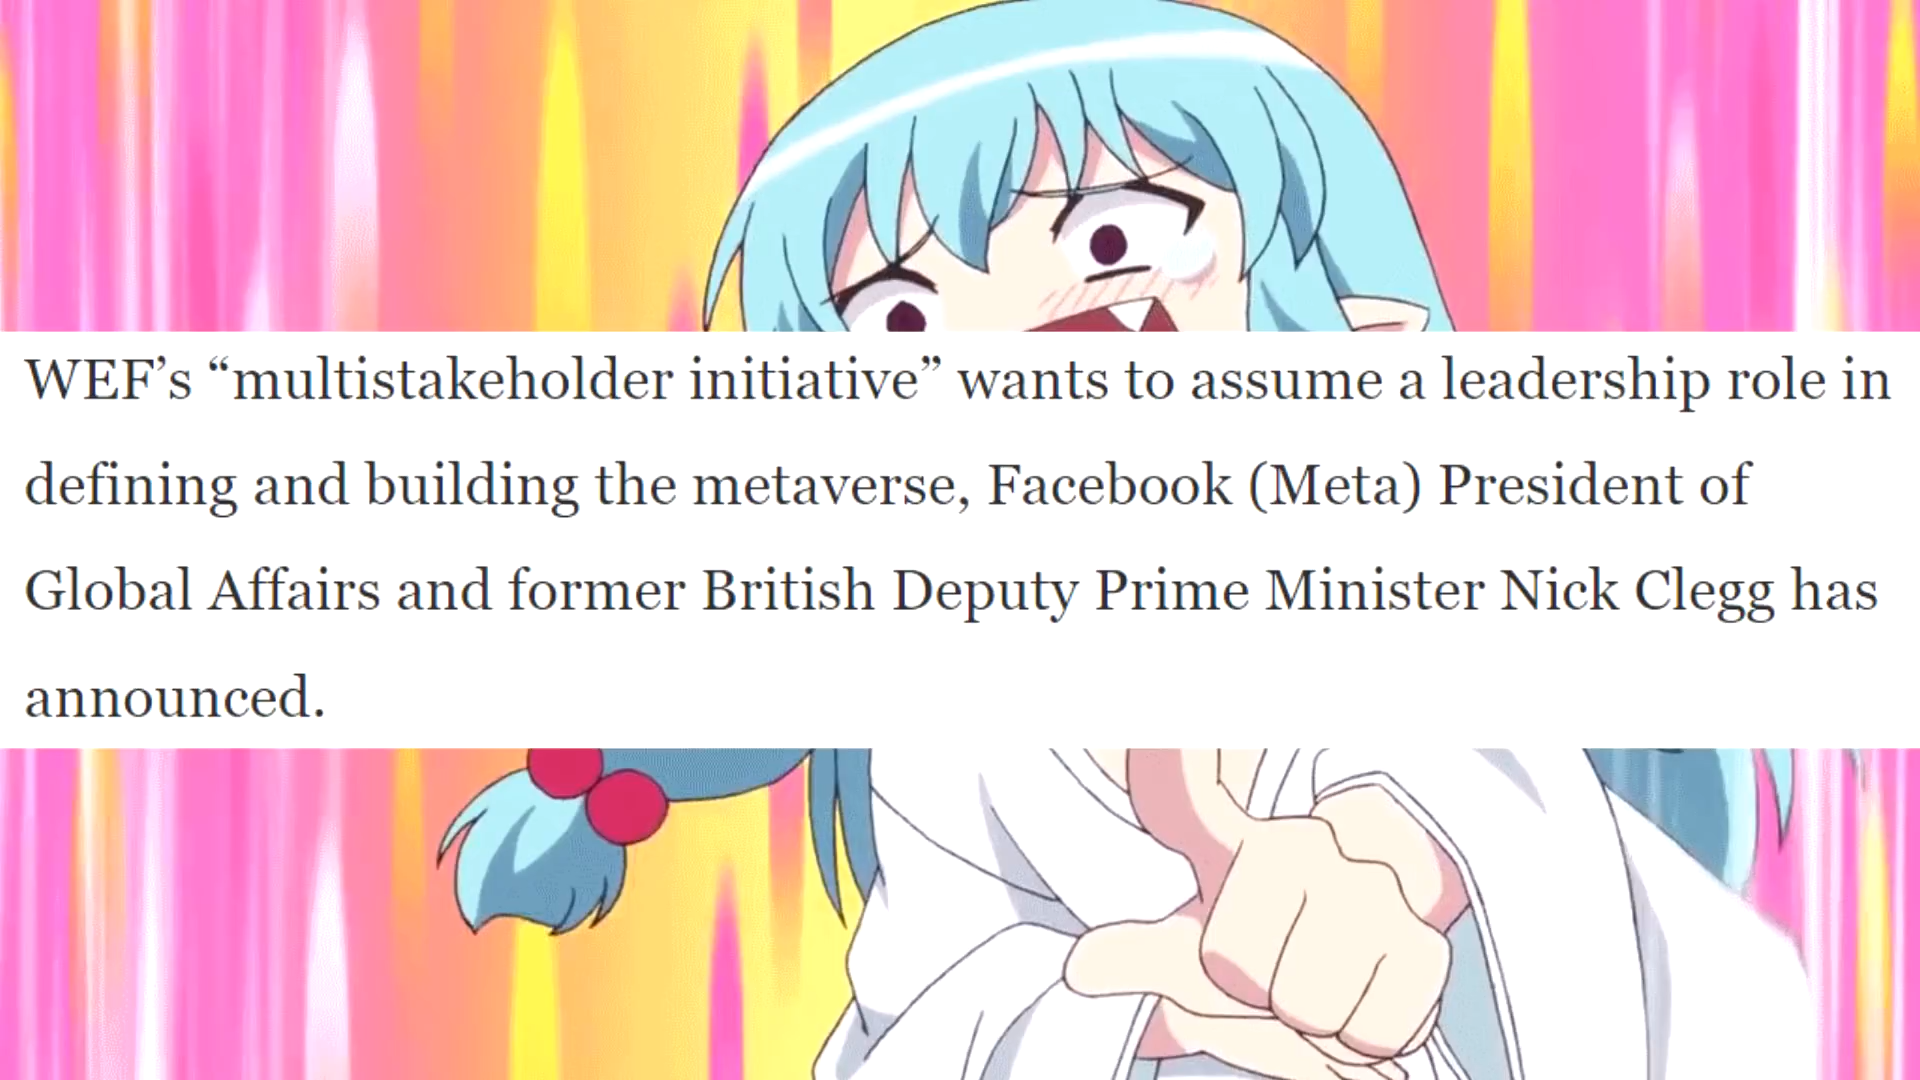 WEF’s “multistakeholder initiative” wants to assume a leadership role in
defining and building the metaverse, Facebook (Meta) President of
Global Affairs and former British Deputy Prime Minister Nick Clegg has
announced.